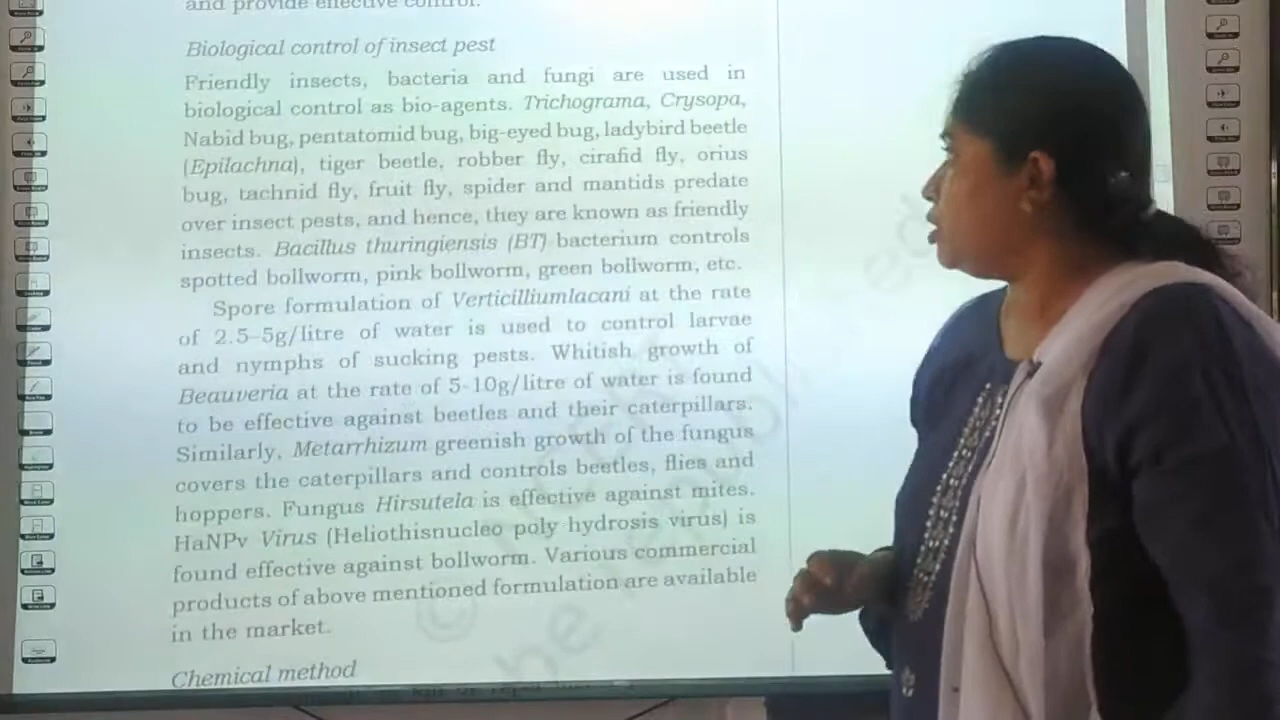 and provide effective control.
Biological control of insect pest
Friendly insects, bacteria and fungi are used in
biological control as bio-agents. Trichograma, Crysopa,
Nabid bug, pentatomid bug, big-eyed bug, ladybird beetle
(Epilachna), tiger beetle, robber fly, cirafid fly, orius
bug, tachnid fly, fruit fly, spider and mantids predate
over insect pests, and hence, they are known as friendly
insects. Bacillus thuringiensis (BT) bacterium controls
spotted bollworm, pink bollworm, green bollworm, etc.
Spore formulation of Verticilliumlacani at the rate
of 2.5–5g/litre of water is used to control larvae
and nymphs of sucking pests. Whitish growth of
Beauveria at the rate of 5-10g/litre of water is found
to be effective against beetles and their caterpillars.
Similarly, Metarrhizum greenish growth of the fungus
covers the caterpillars and controls beetles, flies and
hoppers. Fungus Hirsutela is effective against mites.
HaNPv Virus (Heliothisnucleo poly hydrosis virus) is
found effective against bollworm. Various commercial
products of above mentioned formulation are available
in the market.
Chemical method